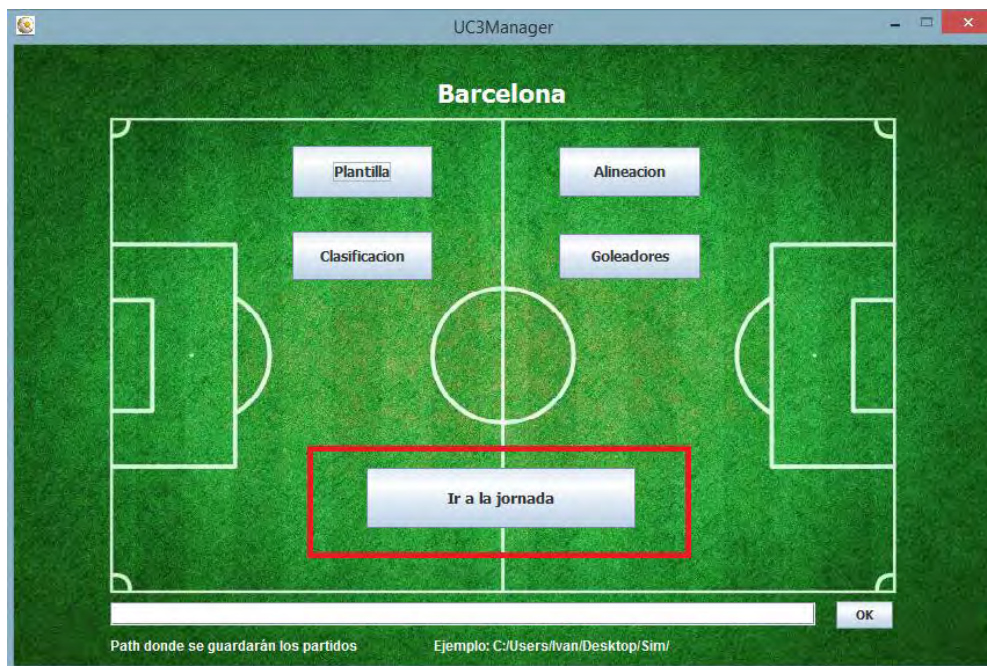 UC3Manager
Barcelona
Plantilla
Alineacion
Clasificacion
Goleadores
Ir a la jornada
OK
Path donde se guardarán los partidos
Ejemplo: C:/Users/Ivan/Desktop/Sim/